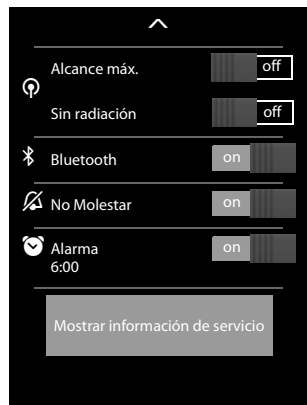 Alcance máx. off
Sin radiación off
Bluetooth on
No Molestar on
Alarma on
6:00
Mostrar información de servicio